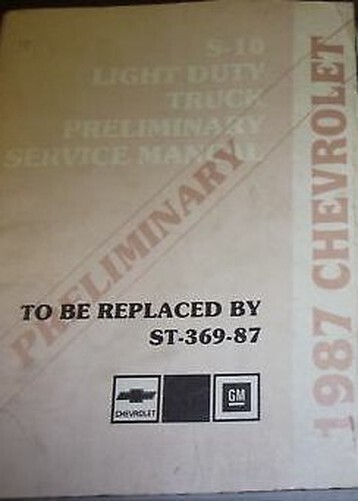 S-10
LIGHT DUTY
TRUCK
PRELIMINARY
SERVICE MANUAL
PRELIMINARY
TO BE REPLACED BY
ST-369-87
CHEVROLET
GM
1987 CHEVROLET